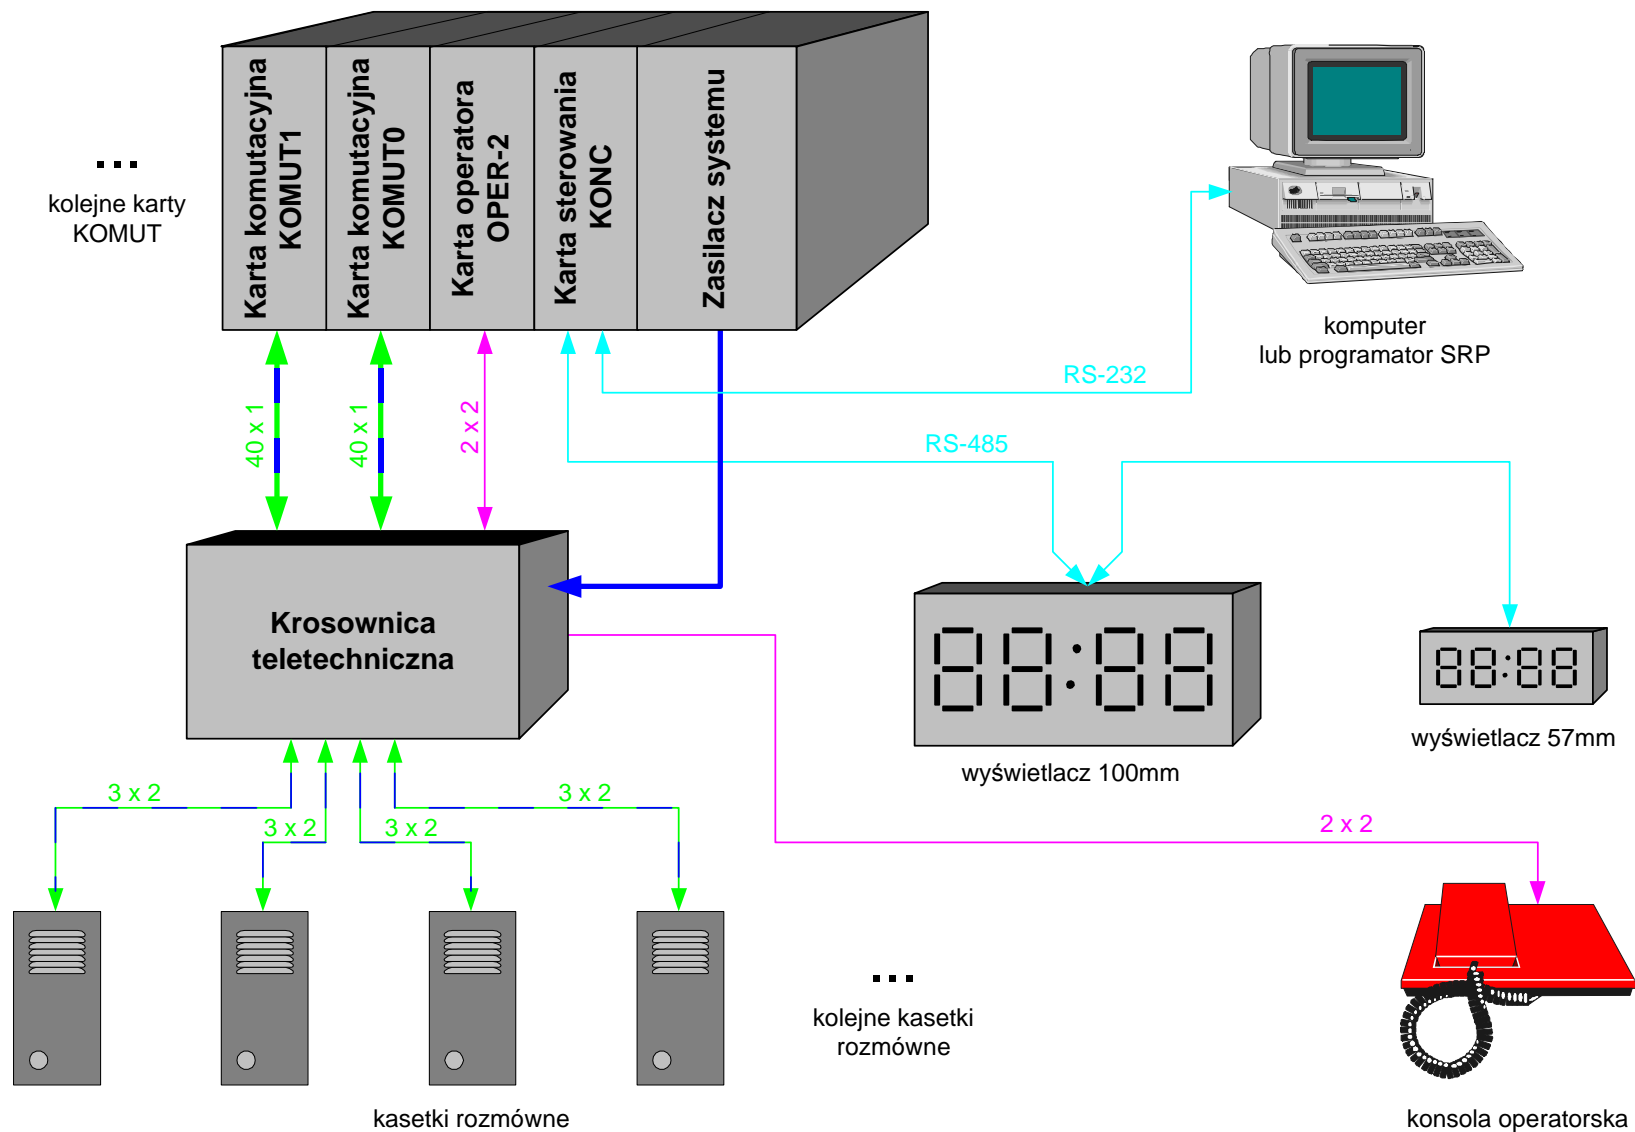 Karta komutacyjna
KOMUT1
Karta komutacyjna
KOMUT0
Karta operatora
OPER-2
Karta sterowania
KONC
Zasilacz systemu
...
kolejne karty
KOMUT
komputer
lub programator SRP
RS-232
RS-485
40 x 1
40 x 1
2 x 2
Krosownica
teletechniczna
88:88
88:88
wyświetlacz 57mm
wyświetlacz 100mm
3 x 2
3 x 2
3 x 2
3 x 2
2 x 2
...
kolejne kasetki
rozmówne
kasetki rozmówne
konsola operatorska